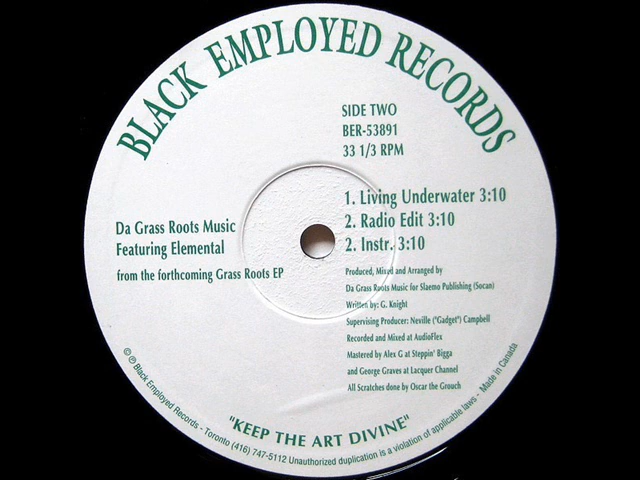 BLACK EMPLOYED RECORDS
SIDE TWO
BER-53891
33 1/3 RPM
1. Living Underwater 3:10
2. Radio Edit 3:10
2. Instr. 3:10
Da Grass Roots Music
Featuring Elemental
from the forthcoming Grass Roots EP
Produced, Mixed and Arranged by
Da Grass Roots Music for Slaemo Publishing (Socan)
Written by: G. Knight
Supervising Producer: Neville ("Gadget") Campbell
Recorded and Mixed at AudioFlex
Mastered by Alex G at Steppin' Bigga
and George Graves at Lacquer Channel
All Scratches done by Oscar the Grouch
"KEEP THE ART DIVINE"
© ℗ Black Employed Records - Toronto (416) 747-5112 Unauthorized duplication is a violation of applicable laws - Made in Canada